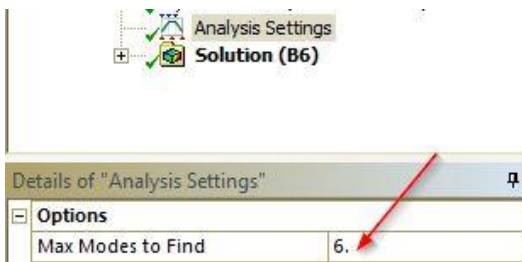 Analysis Settings
Solution (B6)
Details of "Analysis Settings"
Options
Max Modes to Find 6.